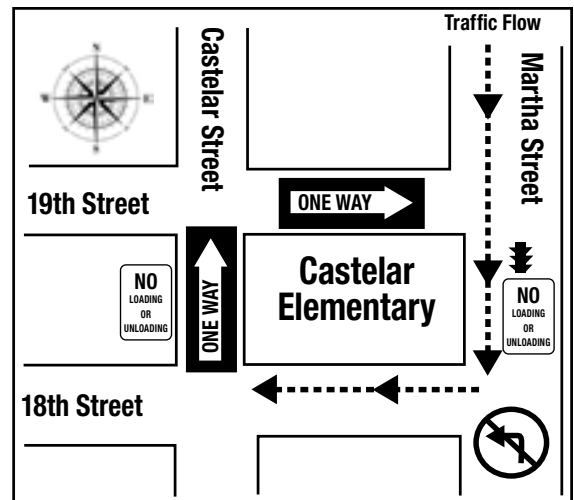 Traffic Flow
Castelar Street
Martha Street
N
E
S
19th Street
ONE WAY
NO
LOADING
OR
UNLOADING
ONE WAY
Castelar
Elementary
NO
LOADING
OR
UNLOADING
18th Street